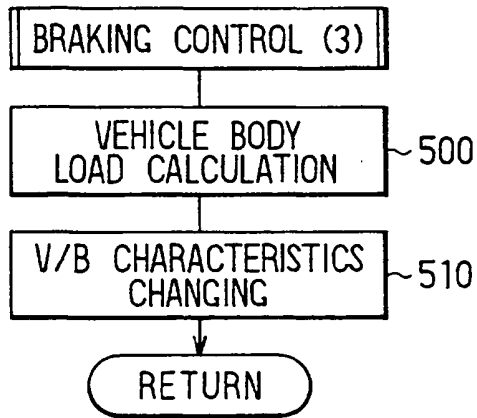 BRAKING CONTROL (3)
VEHICLE BODY
LOAD CALCULATION
500
V/B CHARACTERISTICS
CHANGING
510
RETURN